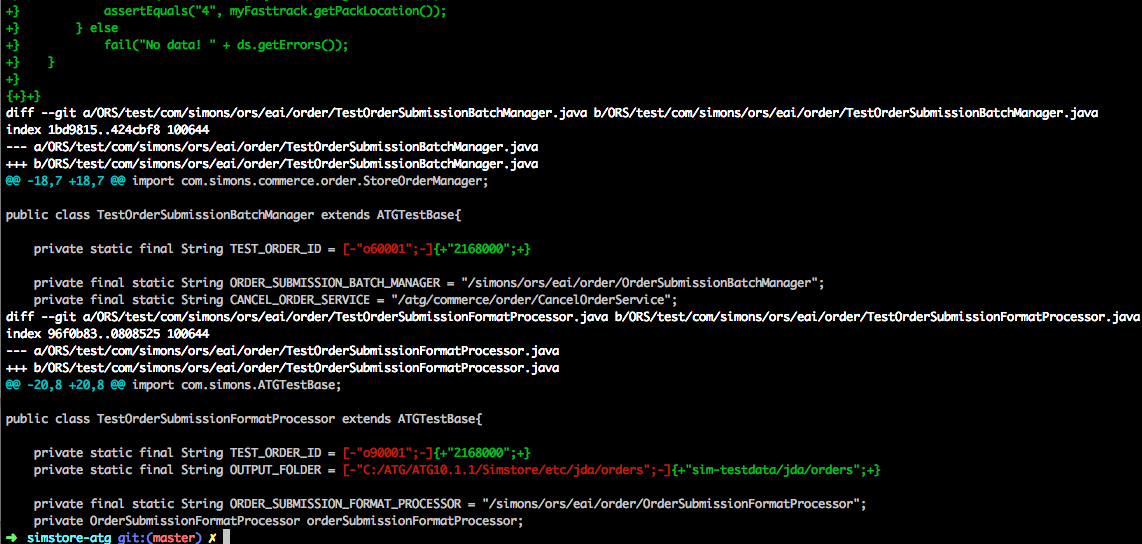 +}          assertEquals("4", myFasttrack.getPackLocation());
+}      } else
+}          fail("No data! " + ds.getErrors());
+}   }
+}
{+}+}
diff --git a/ORS/test/com/simons/ors/eai/order/TestOrderSubmissionBatchManager.java b/ORS/test/com/simons/ors/eai/order/TestOrderSubmissionBatchManager.java
index 1bd9815..424cbf8 100644
--- a/ORS/test/com/simons/ors/eai/order/TestOrderSubmissionBatchManager.java
+++ b/ORS/test/com/simons/ors/eai/order/TestOrderSubmissionBatchManager.java
@@ -18,7 +18,7 @@ import com.simons.commerce.order.StoreOrderManager;
public class TestOrderSubmissionBatchManager extends ATGTestBase{
    private static final String TEST_ORDER_ID = [-"o60001";-]{+"2168000";+}
    private final static String ORDER_SUBMISSION_BATCH_MANAGER = "/simons/ors/eai/order/OrderSubmissionBatchManager";
    private final static String CANCEL_ORDER_SERVICE = "/atg/commerce/order/CancelOrderService";
diff --git a/ORS/test/com/simons/ors/eai/order/TestOrderSubmissionFormatProcessor.java b/ORS/test/com/simons/ors/eai/order/TestOrderSubmissionFormatProcessor.java
index 96f0b83..0808525 100644
--- a/ORS/test/com/simons/ors/eai/order/TestOrderSubmissionFormatProcessor.java
+++ b/ORS/test/com/simons/ors/eai/order/TestOrderSubmissionFormatProcessor.java
@@ -20,8 +20,8 @@ import com.simons.ATGTestBase;
public class TestOrderSubmissionFormatProcessor extends ATGTestBase{
    private static final String TEST_ORDER_ID = [-"o90001";-]{+"2168000";+}
    private static final String OUTPUT_FOLDER = [-"C:/ATG/ATG10.1.1/Simstore/etc/jda/orders";-]{+"sim-testdata/jda/orders";+}
    private final static String ORDER_SUBMISSION_FORMAT_PROCESSOR = "/simons/ors/eai/order/OrderSubmissionFormatProcessor";
    private OrderSubmissionFormatProcessor orderSubmissionFormatProcessor;
➜  simstore-atg git:(master) ✗